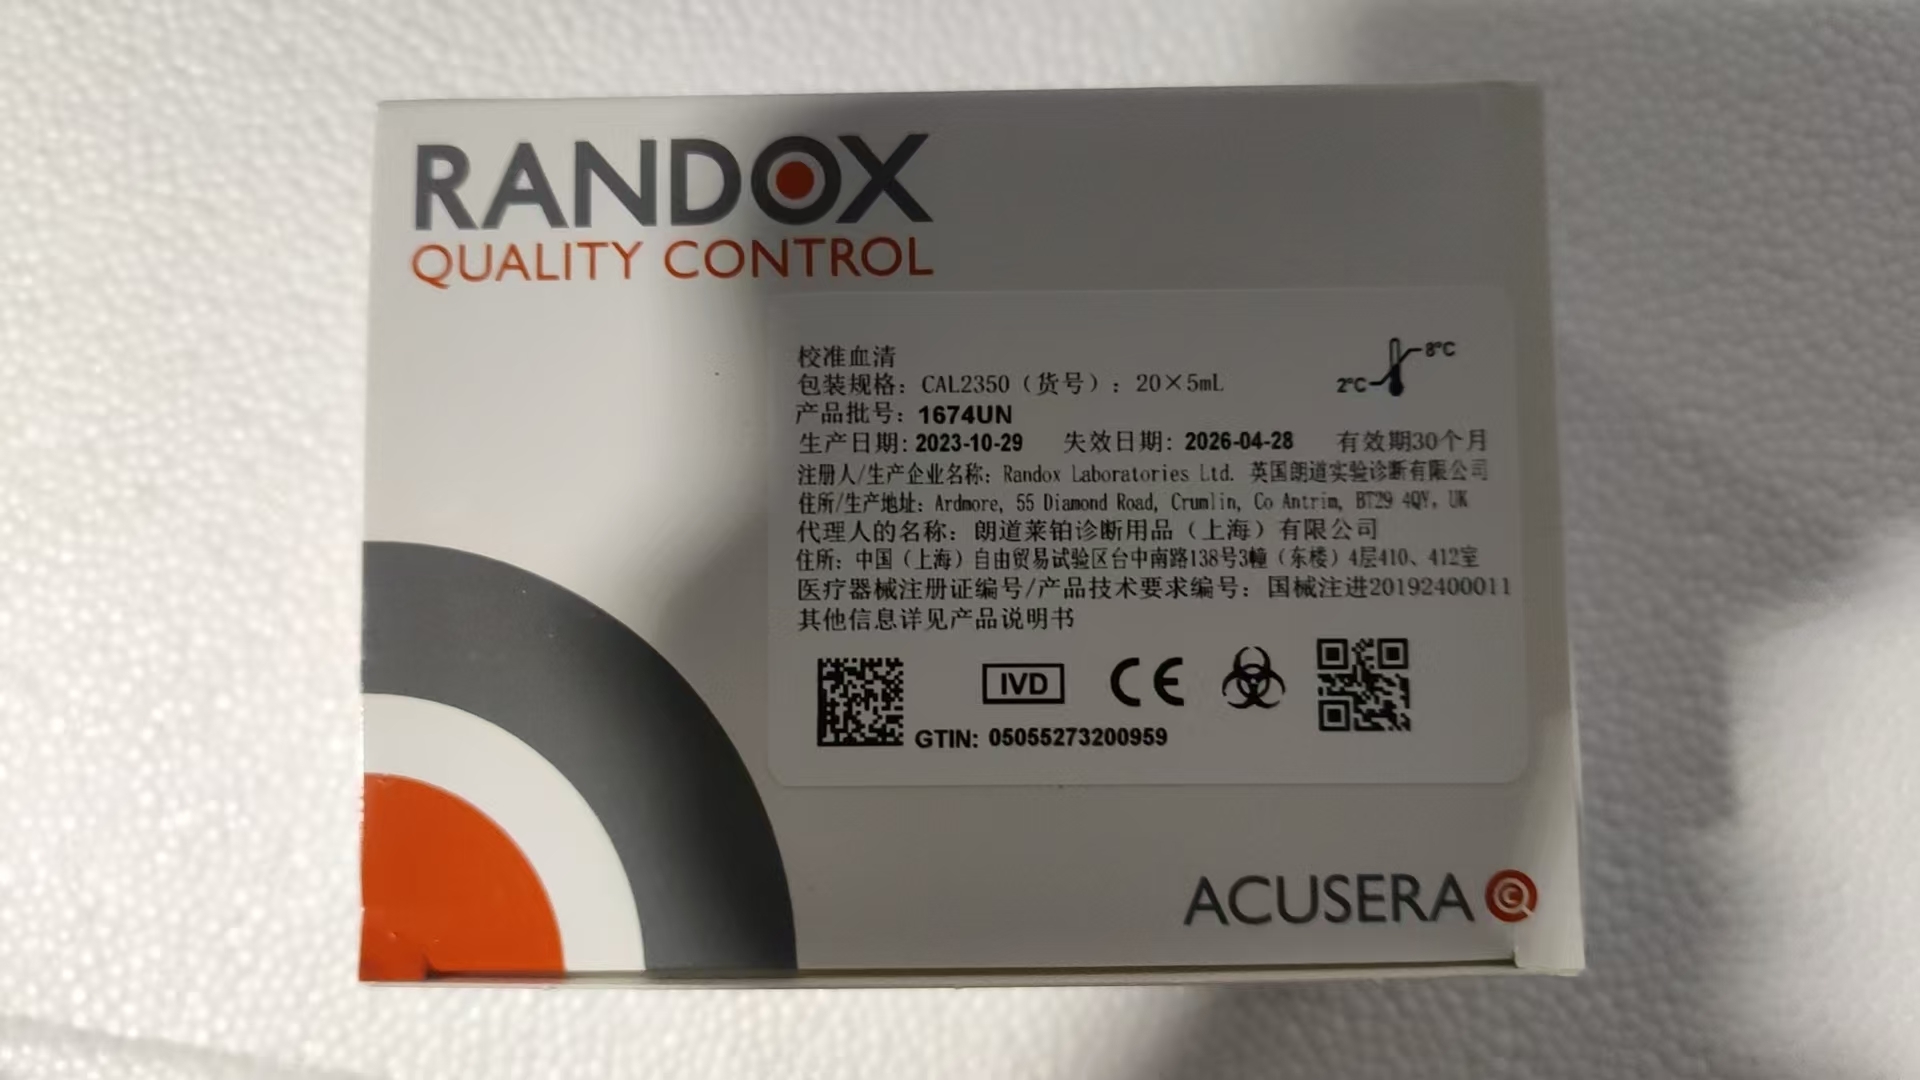 RANDOX
QUALITY CONTROL
校准血清
包装规格：CAL2350（货号）：20×5mL
8°C
2°C
产品批号：1674UN
生产日期：2023-10-29 失效日期：2026-04-28 有效期30个月
注册人/生产企业名称：Randox Laboratories Ltd. 英国朗道实验诊断有限公司
住所/生产地址：Ardmore, 55 Diamond Road, Crumlin, Co Antrim, BT29 4QY, UK
代理人的名称：朗道莱铂诊断用品（上海）有限公司
住所：中国（上海）自由贸易试验区台中南路138号3幢（东楼）4层410、412室
医疗器械注册证编号/产品技术要求编号：国械注进20192400011
其他信息详见产品说明书
IVD CE
GTIN: 05055273200959
ACUSERA